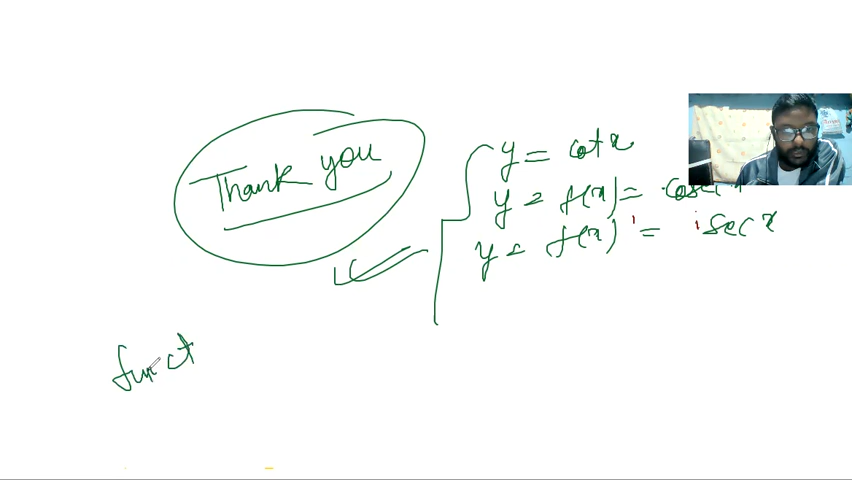 Thank you
y = cot x
y = f(x) = cosec x
y = f(x) = sec x
funct